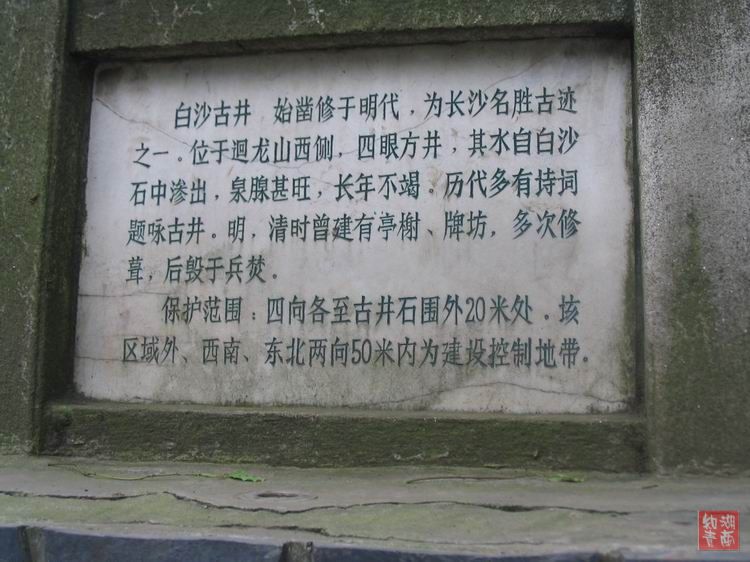 白沙古井 始凿修于明代，为长沙名胜古迹
之一。位于迴龙山西侧，四眼方井，其水自白沙
石中渗出，泉腺甚旺，长年不竭。历代多有诗词
题咏古井。明，清时曾建有亭榭、牌坊，多次修
葺，后毁于兵焚。
保护范围：四向各至古井石围外20米处。该
区域外、西南、东北两向50米内为建设控制地带。